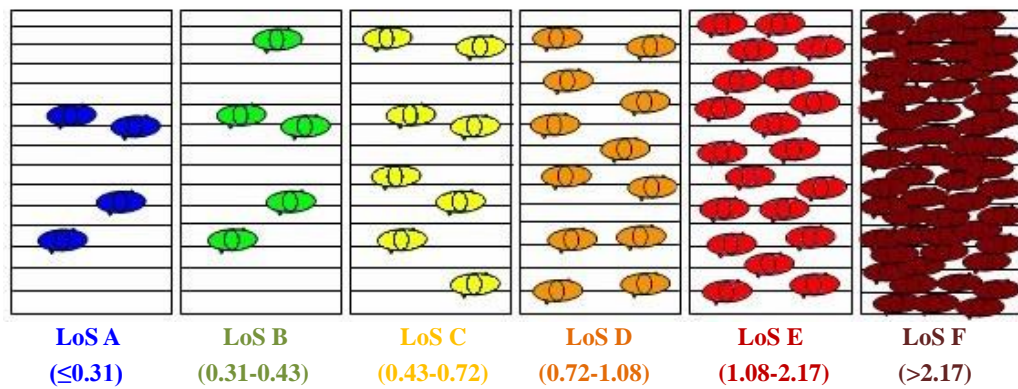 LoS A LoS B LoS C LoS D LoS E LoS F
(≤0.31) (0.31-0.43) (0.43-0.72) (0.72-1.08) (1.08-2.17) (>2.17)